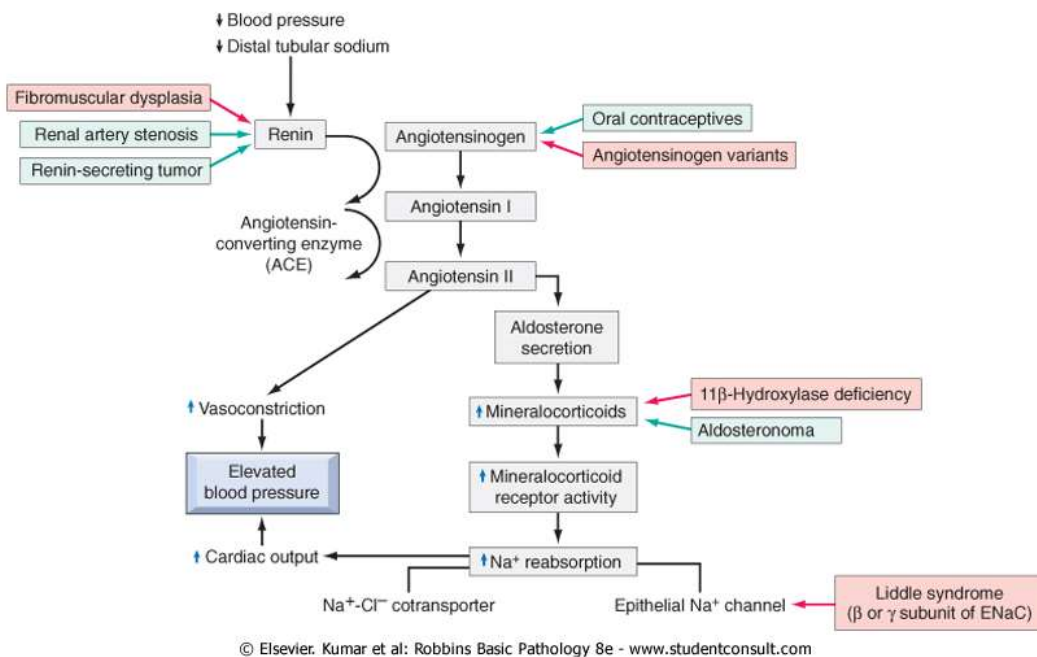 ↓ Blood pressure
↓ Distal tubular sodium
Fibromuscular dysplasia
Renal artery stenosis
Renin-secreting tumor
Renin
Angiotensinogen
Oral contraceptives
Angiotensinogen variants
Angiotensin I
Angiotensin-
converting enzyme
(ACE)
Angiotensin II
Aldosterone
secretion
↑ Vasoconstriction
↑ Mineralocorticoids
11β-Hydroxylase deficiency
Aldosteronoma
Elevated
blood pressure
↑ Mineralocorticoid
receptor activity
↑ Cardiac output
↑ Na⁺ reabsorption
Na⁺-Cl⁻ cotransporter
Epithelial Na⁺ channel
Liddle syndrome
(β or γ subunit of ENaC)
© Elsevier. Kumar et al: Robbins Basic Pathology 8e - www.studentconsult.com